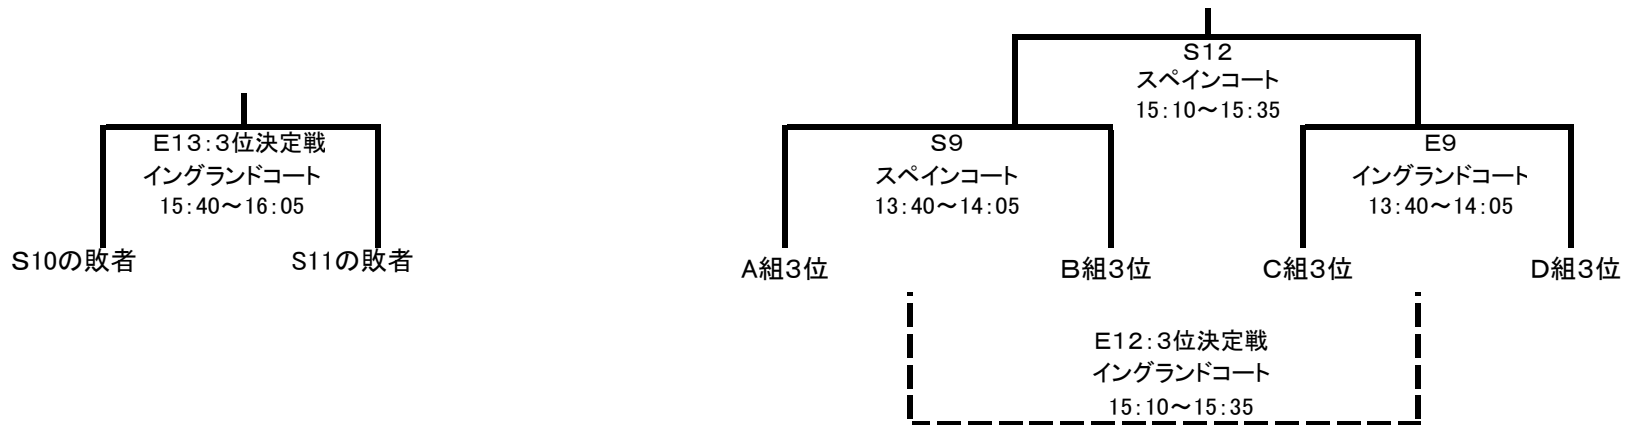 E13：3位決定戦
イングランドコート
15：40～16：05
S10の敗者
S11の敗者
S12
スペインコート
15：10～15：35
S9
スペインコート
13：40～14：05
E9
イングランドコート
13：40～14：05
A組3位
B組3位
C組3位
D組3位
E12：3位決定戦
イングランドコート
15：10～15：35